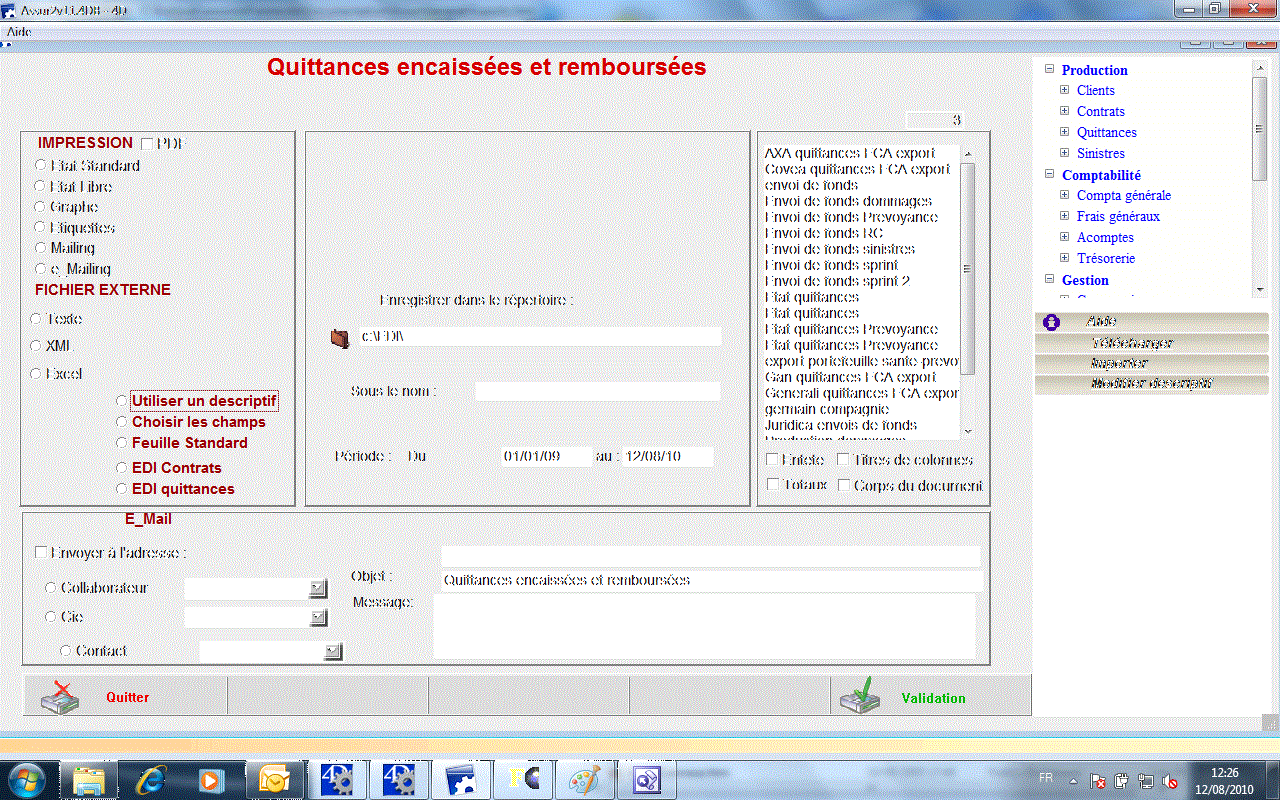 Aide
Quittances encaissées et remboursées
3
IMPRESSION PDF
Etat Standard
Etat Libre
Graphe
Etiquettes
Mailing
e_Mailing
FICHIER EXTERNE
Texte
XML
Excel
Utiliser un descriptif
Choisir les champs
Feuille Standard
EDI Contrats
EDI quittances
Enregistrer dans le répertoire :
c:\EDI\
Sous le nom :
Période : Du 01/01/09 au : 12/08/10
AXA quittances ECA export
Covea quittances ECA export
envoi de fonds
Envoi de fonds dommages
Envoi de fonds Prevoyance
Envoi de fonds RC
Envoi de fonds sinistres
Envoi de fonds sprint
Envoi de fonds sprint 2
Etat quittances
Etat quittances
Etat quittances Prevoyance
Etat quittances Prevoyance
export portefeuille sante-prevo
Gan quittances ECA export
Generali quittances ECA expor
germain compagnie
Juridica envois de fonds
Entete Titres de colonnes
Totaux Corps du document
E_Mail
Envoyer à l'adresse :
Collaborateur
Cie
Contact
Objet : Quittances encaissées et remboursées
Message:
Quitter
Validation
Production
Clients
Contrats
Quittances
Sinistres
Comptabilité
Compta générale
Frais généraux
Acomptes
Trésorerie
Gestion
Aide
Télécharger
Importer
Modifier descriptif
FR
12:26
12/08/2010